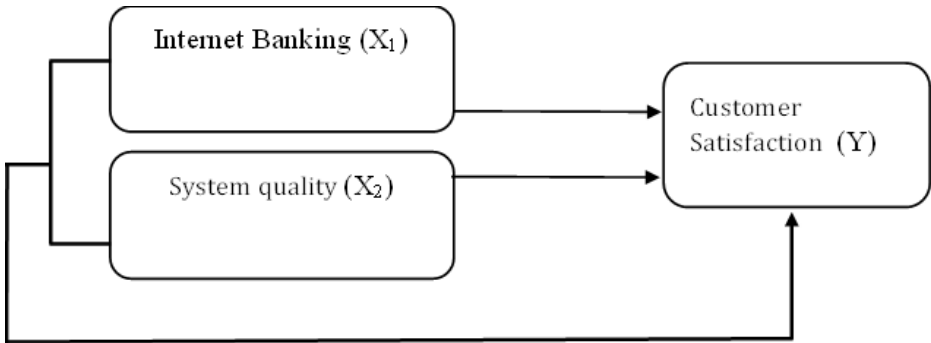 Internet Banking (X₁)
System quality (X₂)
Customer
Satisfaction (Y)